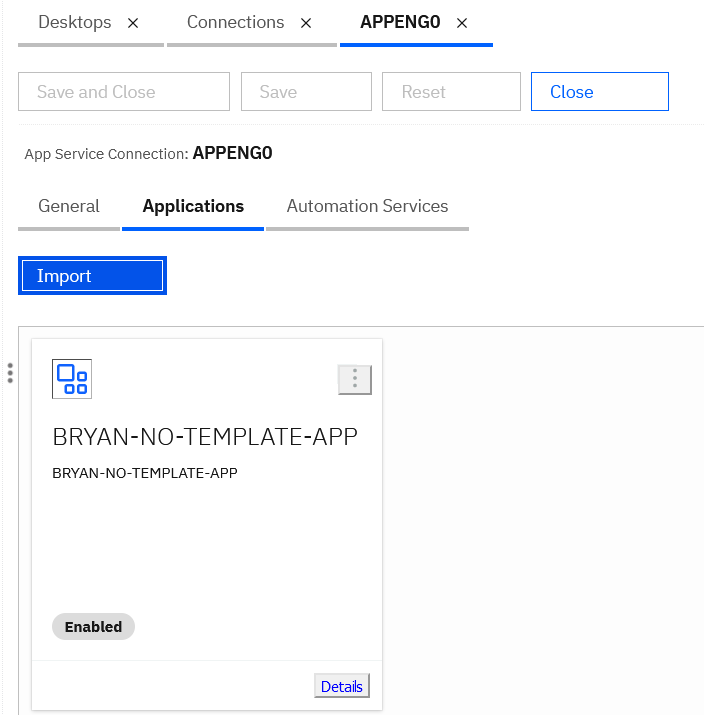 Desktops Connections APPENG0
Save and Close Save Reset Close
App Service Connection: APPENG0
General Applications Automation Services
Import
BRYAN-NO-TEMPLATE-APP
BRYAN-NO-TEMPLATE-APP
Enabled
Details